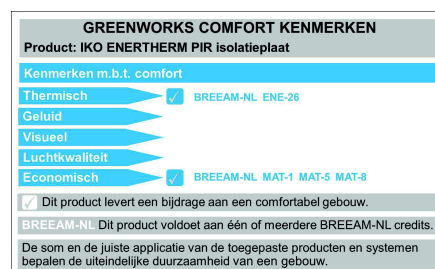 GREENWORKS COMFORT KENMERKEN
Product: IKO ENERTHERM PIR isolatieplaat
Kenmerken m.b.t. comfort
Thermisch BREEAM-NL ENE-26
Geluid
Visueel
Luchtkwaliteit
Economisch BREEAM-NL MAT-1 MAT-5 MAT-8
Dit product levert een bijdrage aan een comfortabel gebouw.
BREEAM-NL Dit product voldoet aan één of meerdere BREEAM-NL credits.
De som en de juiste applicatie van de toegepaste producten en systemen
bepalen de uiteindelijke duurzaamheid van een gebouw.